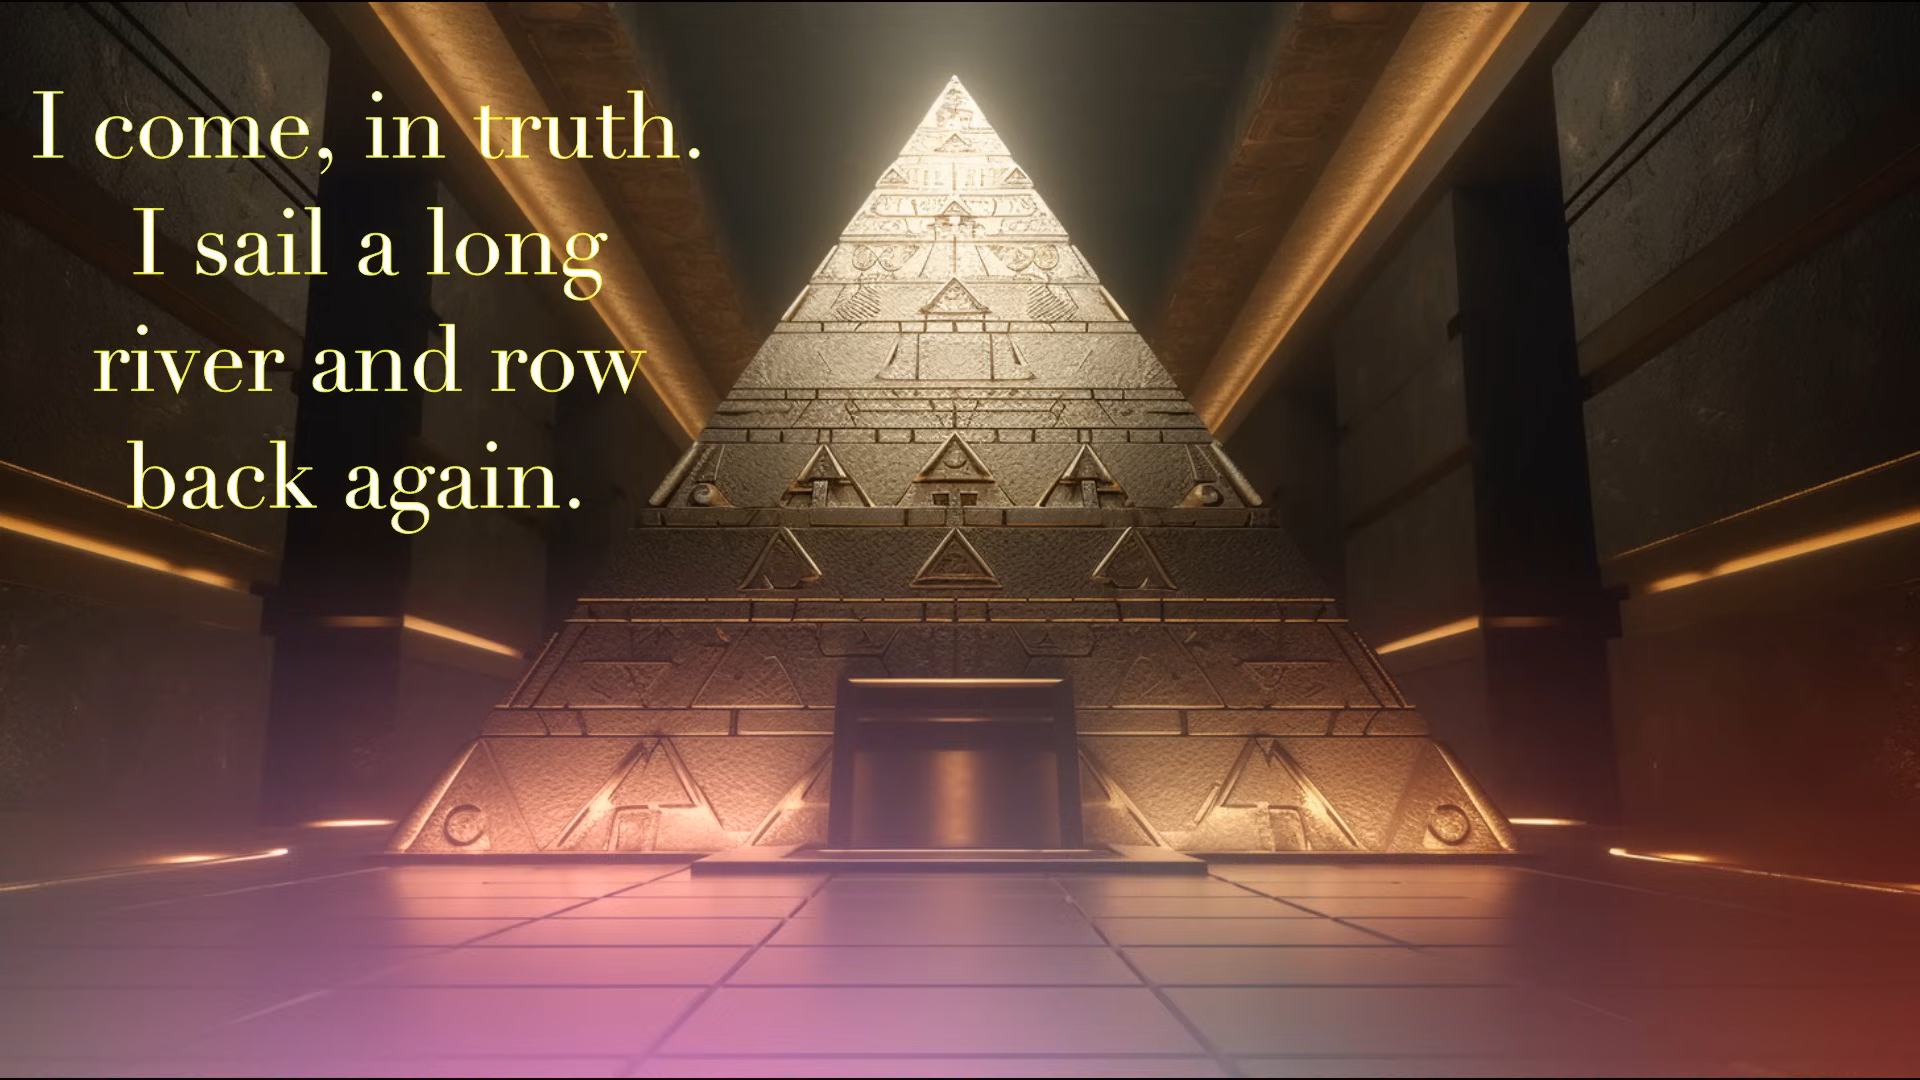 I come, in truth.
I sail a long
river and row
back again.